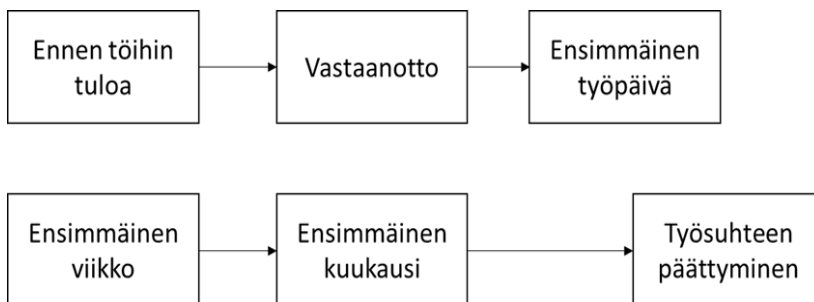 Ennen töihin
tuloa
Vastaanotto
Ensimmäinen
työpäivä
Ensimmäinen
viikko
Ensimmäinen
kuukausi
Työsuhteen
päättyminen